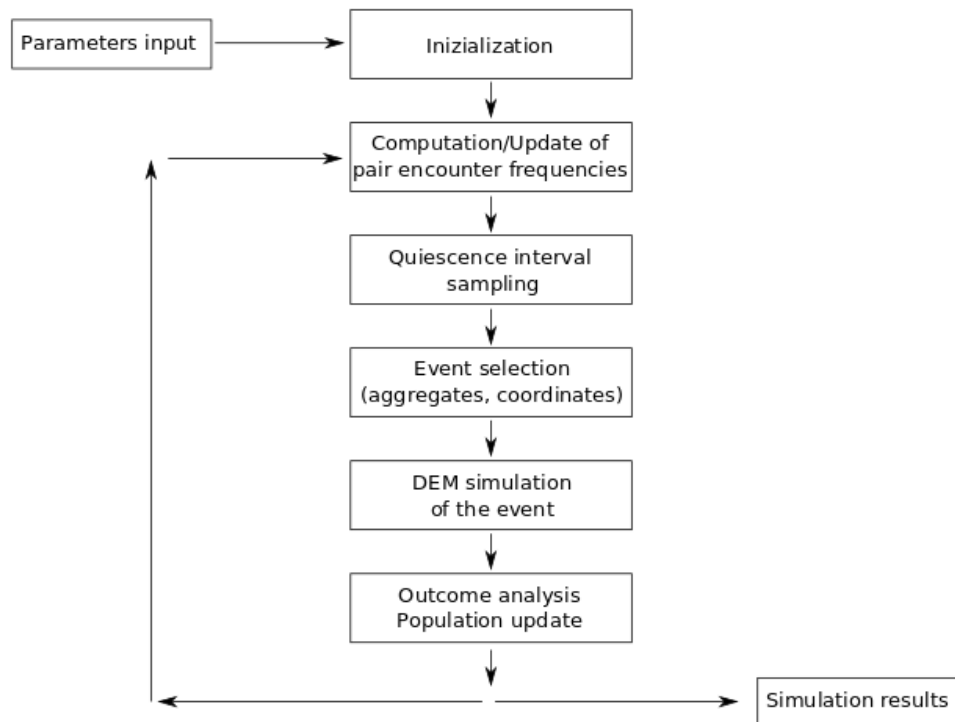 Parameters input
Inizialization
Computation/Update of
pair encounter frequencies
Quiescence interval
sampling
Event selection
(aggregates, coordinates)
DEM simulation
of the event
Outcome analysis
Population update
Simulation results